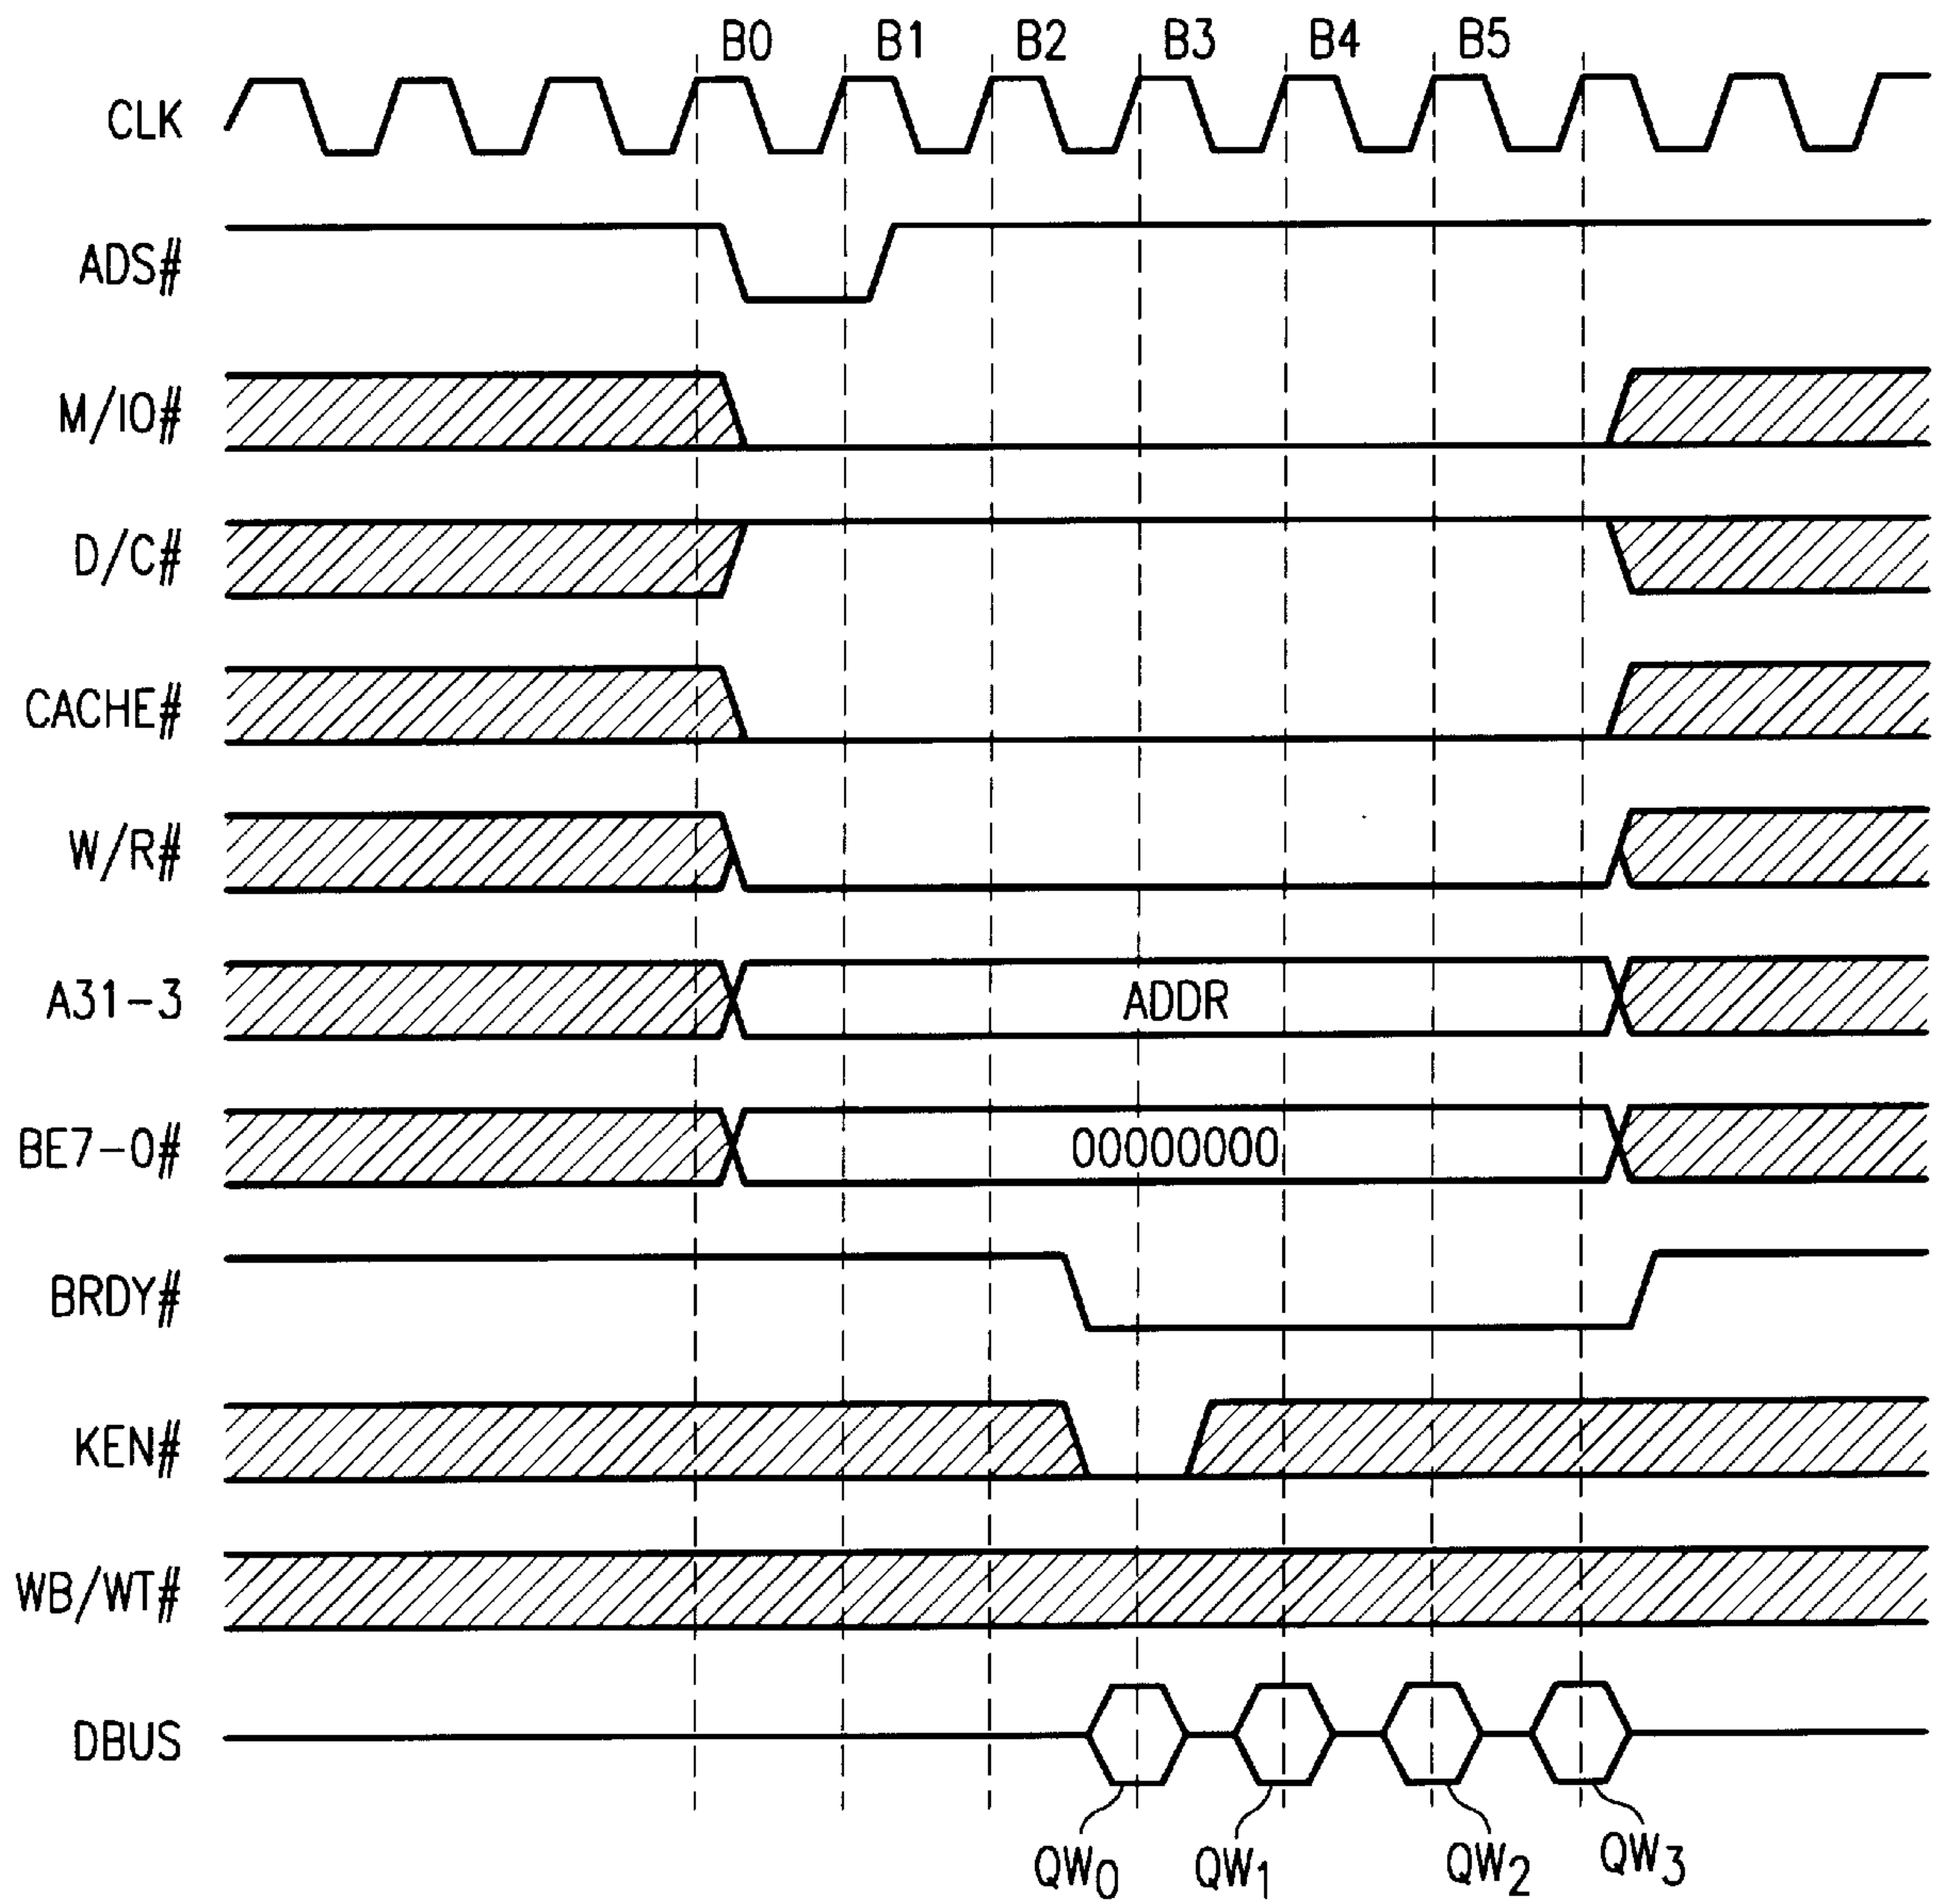 B0 B1 B2 B3 B4 B5
CLK
ADS#
M/IO#
D/C#
CACHE#
W/R#
A31-3 ADDR
BE7-0# 00000000
BRDY#
KEN#
WB/WT#
DBUS
QW0 QW1 QW2 QW3